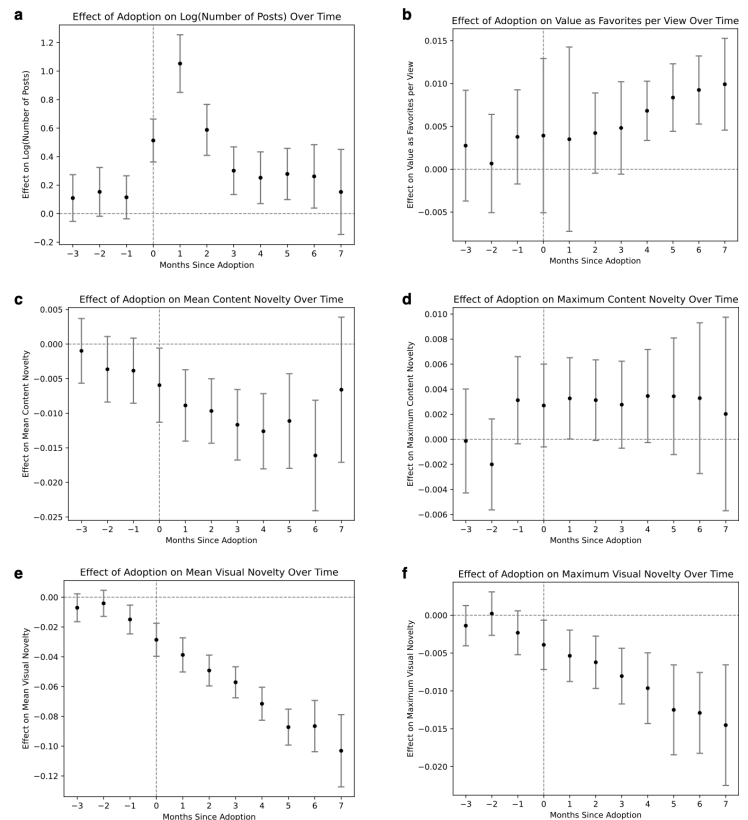 a
Effect of Adoption on Log(Number of Posts) Over Time
Effect on Log(Number of Posts)
1.2
1.0
0.8
0.6
0.4
0.2
0.0
−0.2
−3 −2 −1 0 1 2 3 4 5 6 7
Months Since Adoption
b
Effect of Adoption on Value as Favorites per View Over Time
Effect on Value as Favorites per View
0.015
0.010
0.005
0.000
−0.005
−3 −2 −1 0 1 2 3 4 5 6 7
Months Since Adoption
c
Effect of Adoption on Mean Content Novelty Over Time
Effect on Mean Content Novelty
0.005
0.000
−0.005
−0.010
−0.015
−0.020
−0.025
−3 −2 −1 0 1 2 3 4 5 6 7
Months Since Adoption
d
Effect of Adoption on Maximum Content Novelty Over Time
Effect on Maximum Content Novelty
0.010
0.008
0.006
0.004
0.002
0.000
−0.002
−0.004
−0.006
−3 −2 −1 0 1 2 3 4 5 6 7
Months Since Adoption
e
Effect of Adoption on Mean Visual Novelty Over Time
Effect on Mean Visual Novelty
0.00
−0.02
−0.04
−0.06
−0.08
−0.10
−0.12
−3 −2 −1 0 1 2 3 4 5 6 7
Months Since Adoption
f
Effect of Adoption on Maximum Visual Novelty Over Time
Effect on Maximum Visual Novelty
0.000
−0.005
−0.010
−0.015
−0.020
−3 −2 −1 0 1 2 3 4 5 6 7
Months Since Adoption